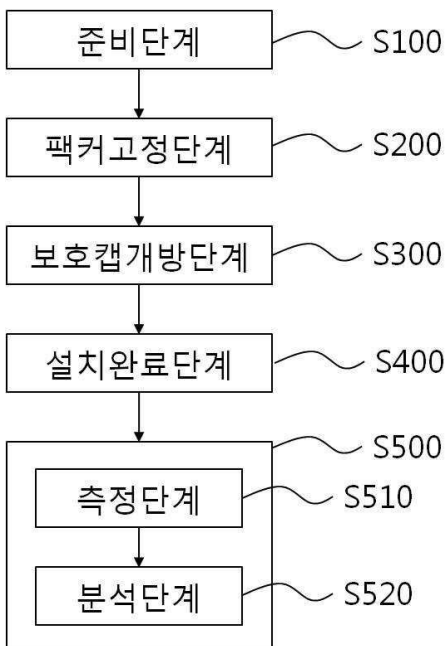 준비단계 S100
팩커고정단계 S200
보호캡개방단계 S300
설치완료단계 S400
S500
측정단계 S510
분석단계 S520